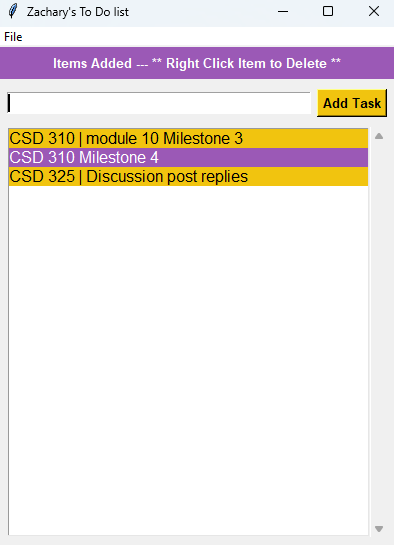 Zachary's To Do list
File
Items Added --- ** Right Click Item to Delete **
Add Task
CSD 310 | module 10 Milestone 3
CSD 310 Milestone 4
CSD 325 | Discussion post replies